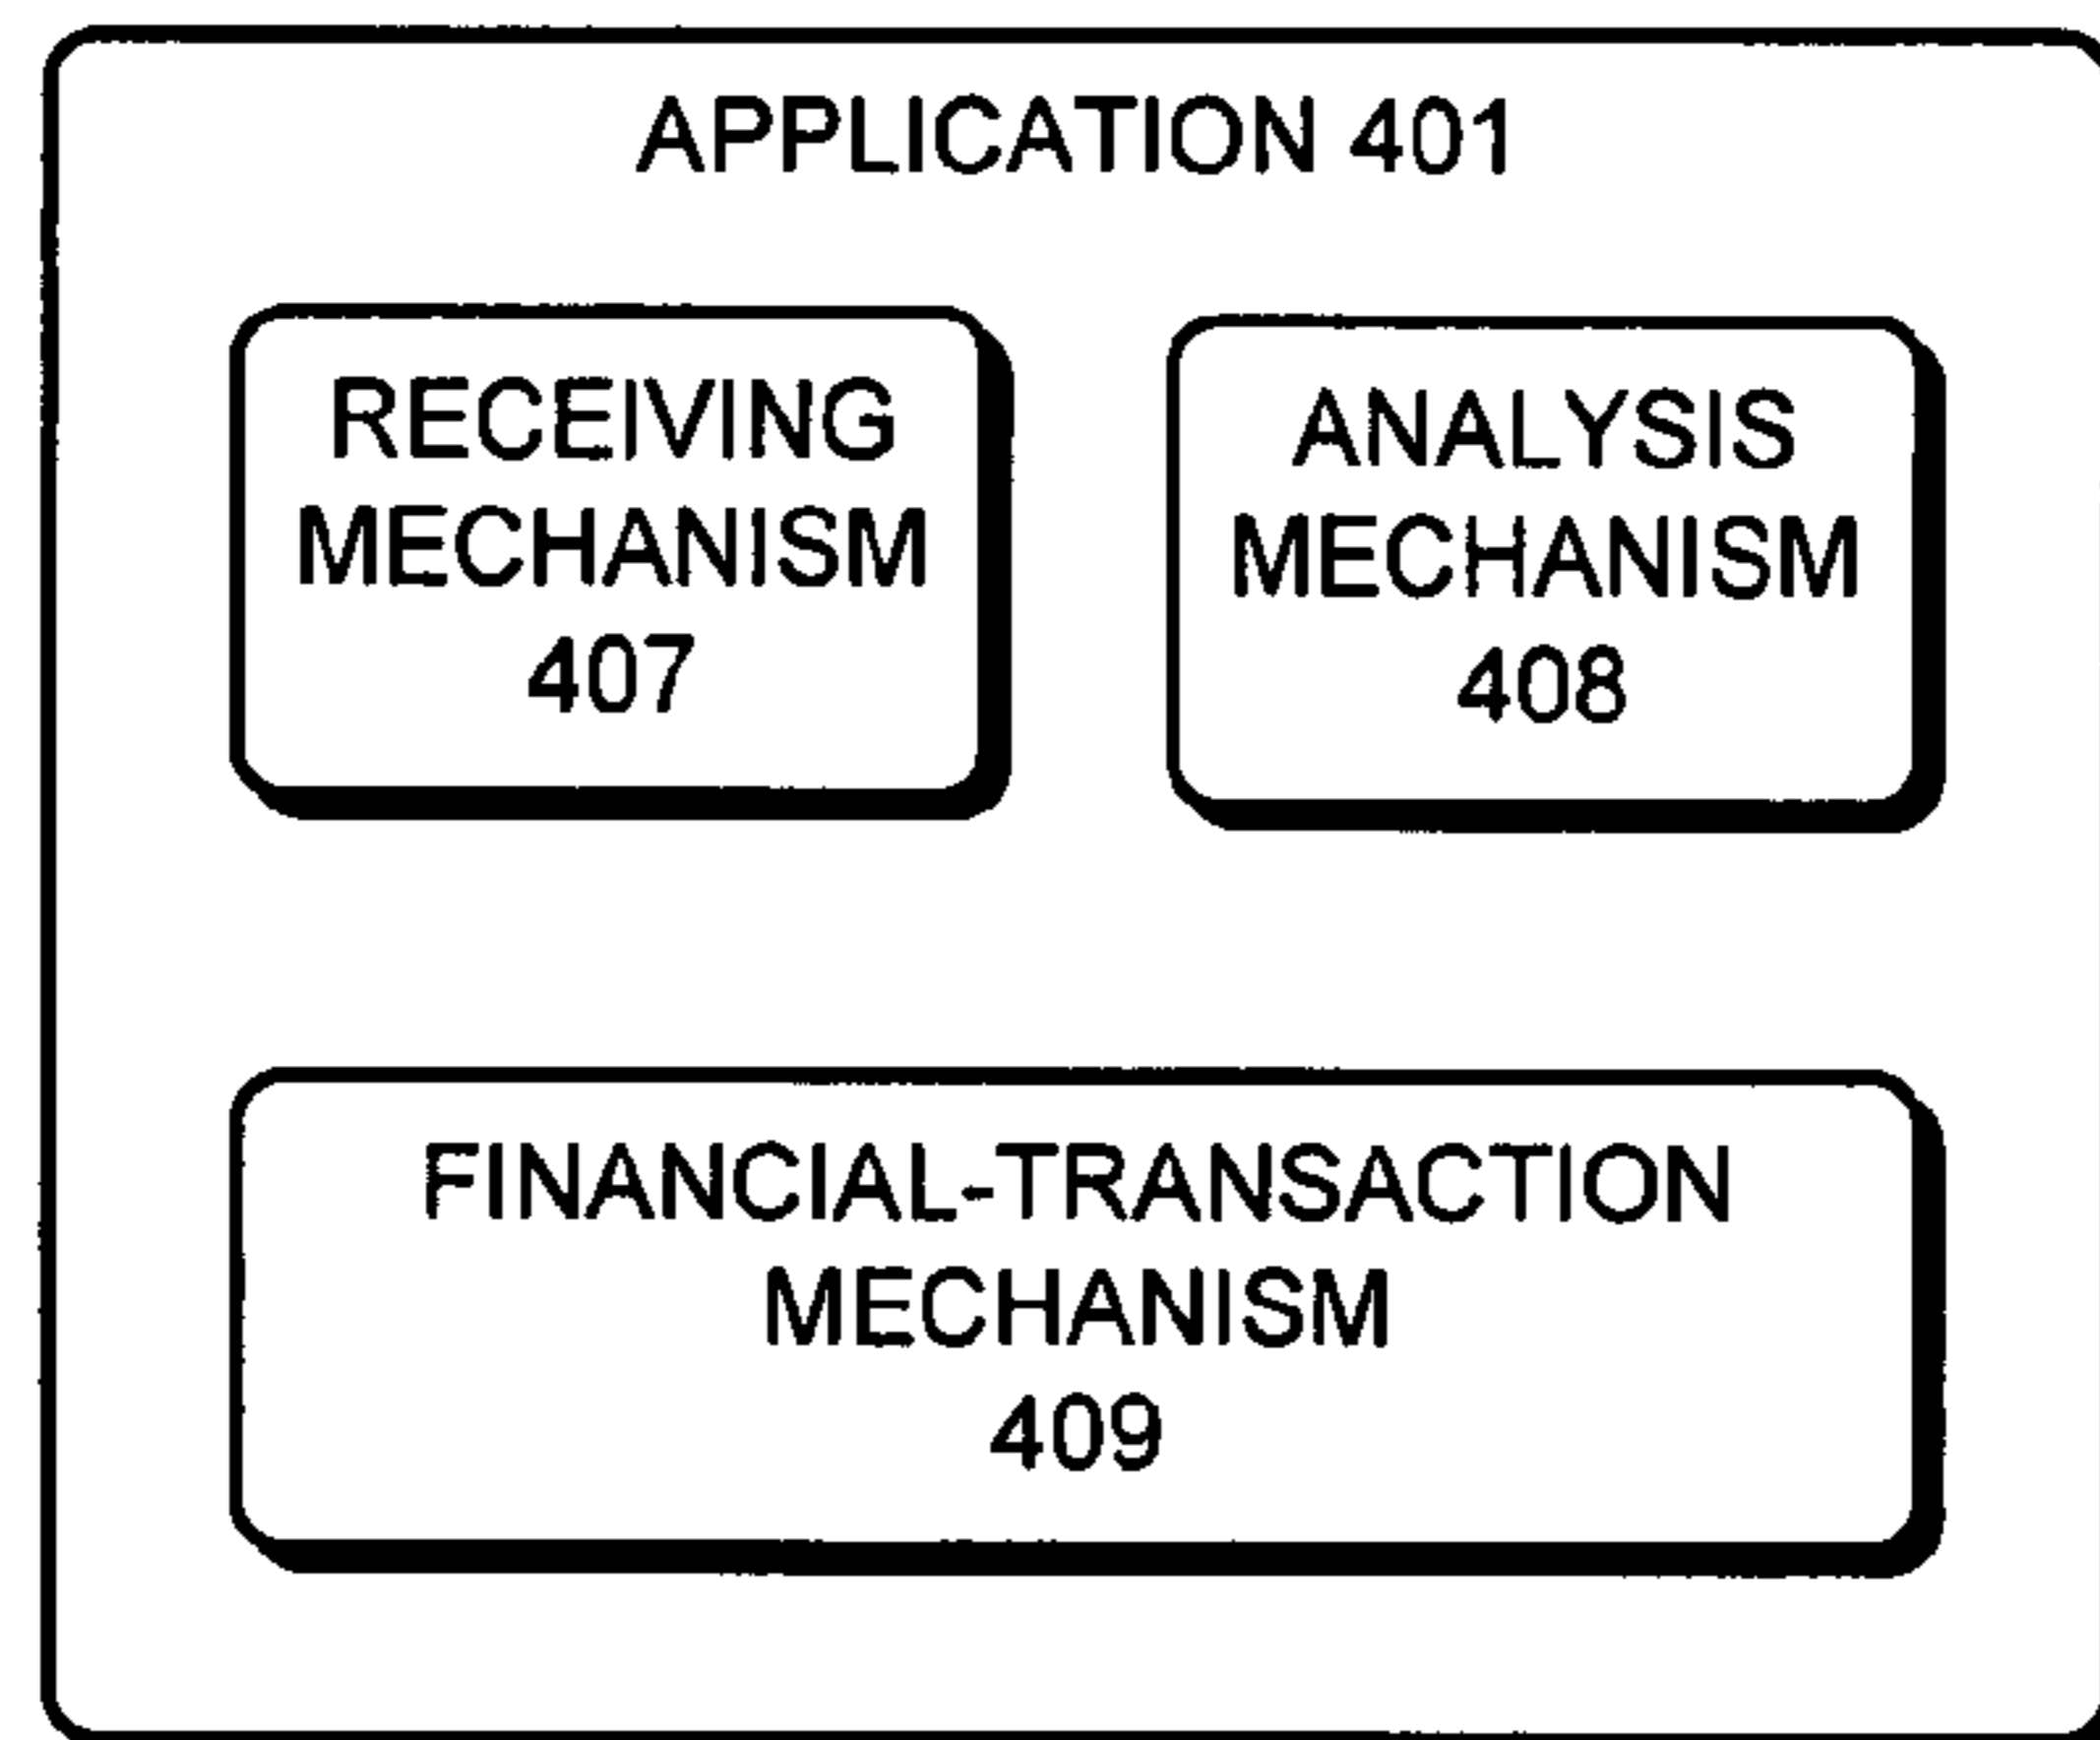 APPLICATION 401
RECEIVING
MECHANISM
407
ANALYSIS
MECHANISM
408
FINANCIAL-TRANSACTION
MECHANISM
409